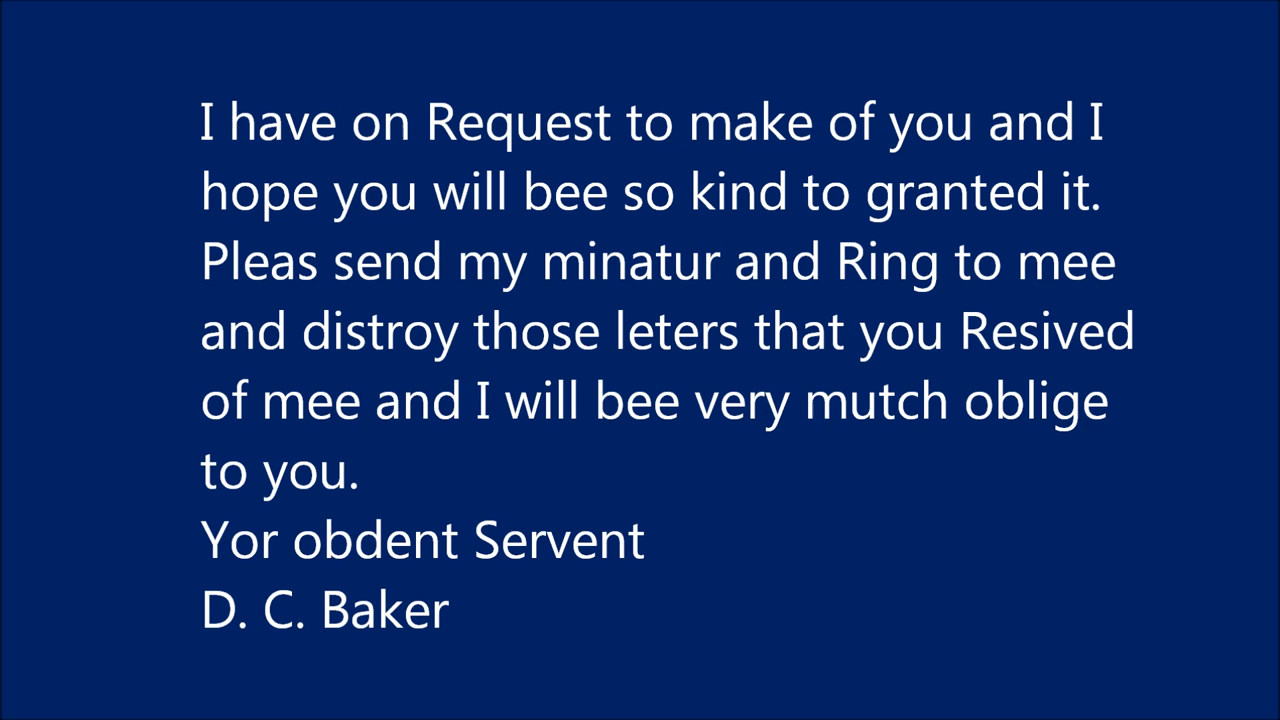 I have on Request to make of you and I
hope you will bee so kind to granted it.
Pleas send my minatur and Ring to mee
and distroy those leters that you Resived
of mee and I will bee very mutch oblige
to you.
Yor obdent Servent
D. C. Baker